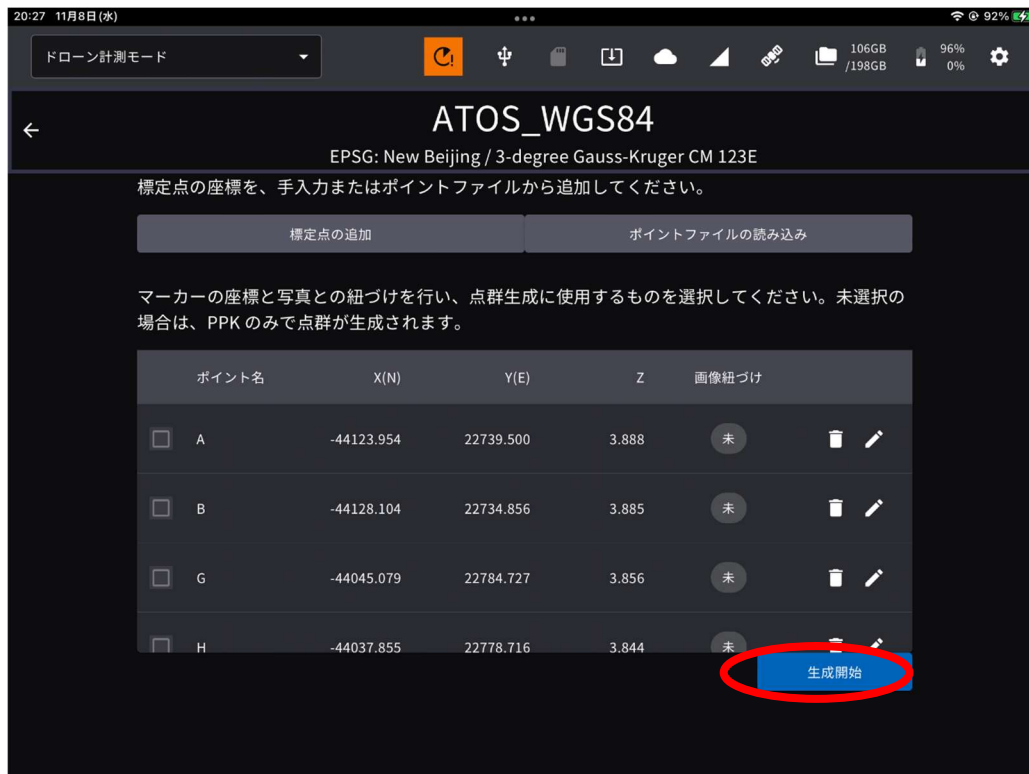 20:27 11月8日(水)
92%
ドローン計測モード
106GB
/198GB
96%
0%
ATOS_WGS84
EPSG: New Beijing / 3-degree Gauss-Kruger CM 123E
標定点の座標を、手入力またはポイントファイルから追加してください。
標定点の追加 ポイントファイルの読み込み
マーカーの座標と写真との紐づけを行い、点群生成に使用するものを選択してください。未選択の
場合は、PPK のみで点群が生成されます。
ポイント名 X(N) Y(E) Z 画像紐づけ
A -44123.954 22739.500 3.888 未
B -44128.104 22734.856 3.885 未
G -44045.079 22784.727 3.856 未
H -44037.855 22778.716 3.844 未
生成開始